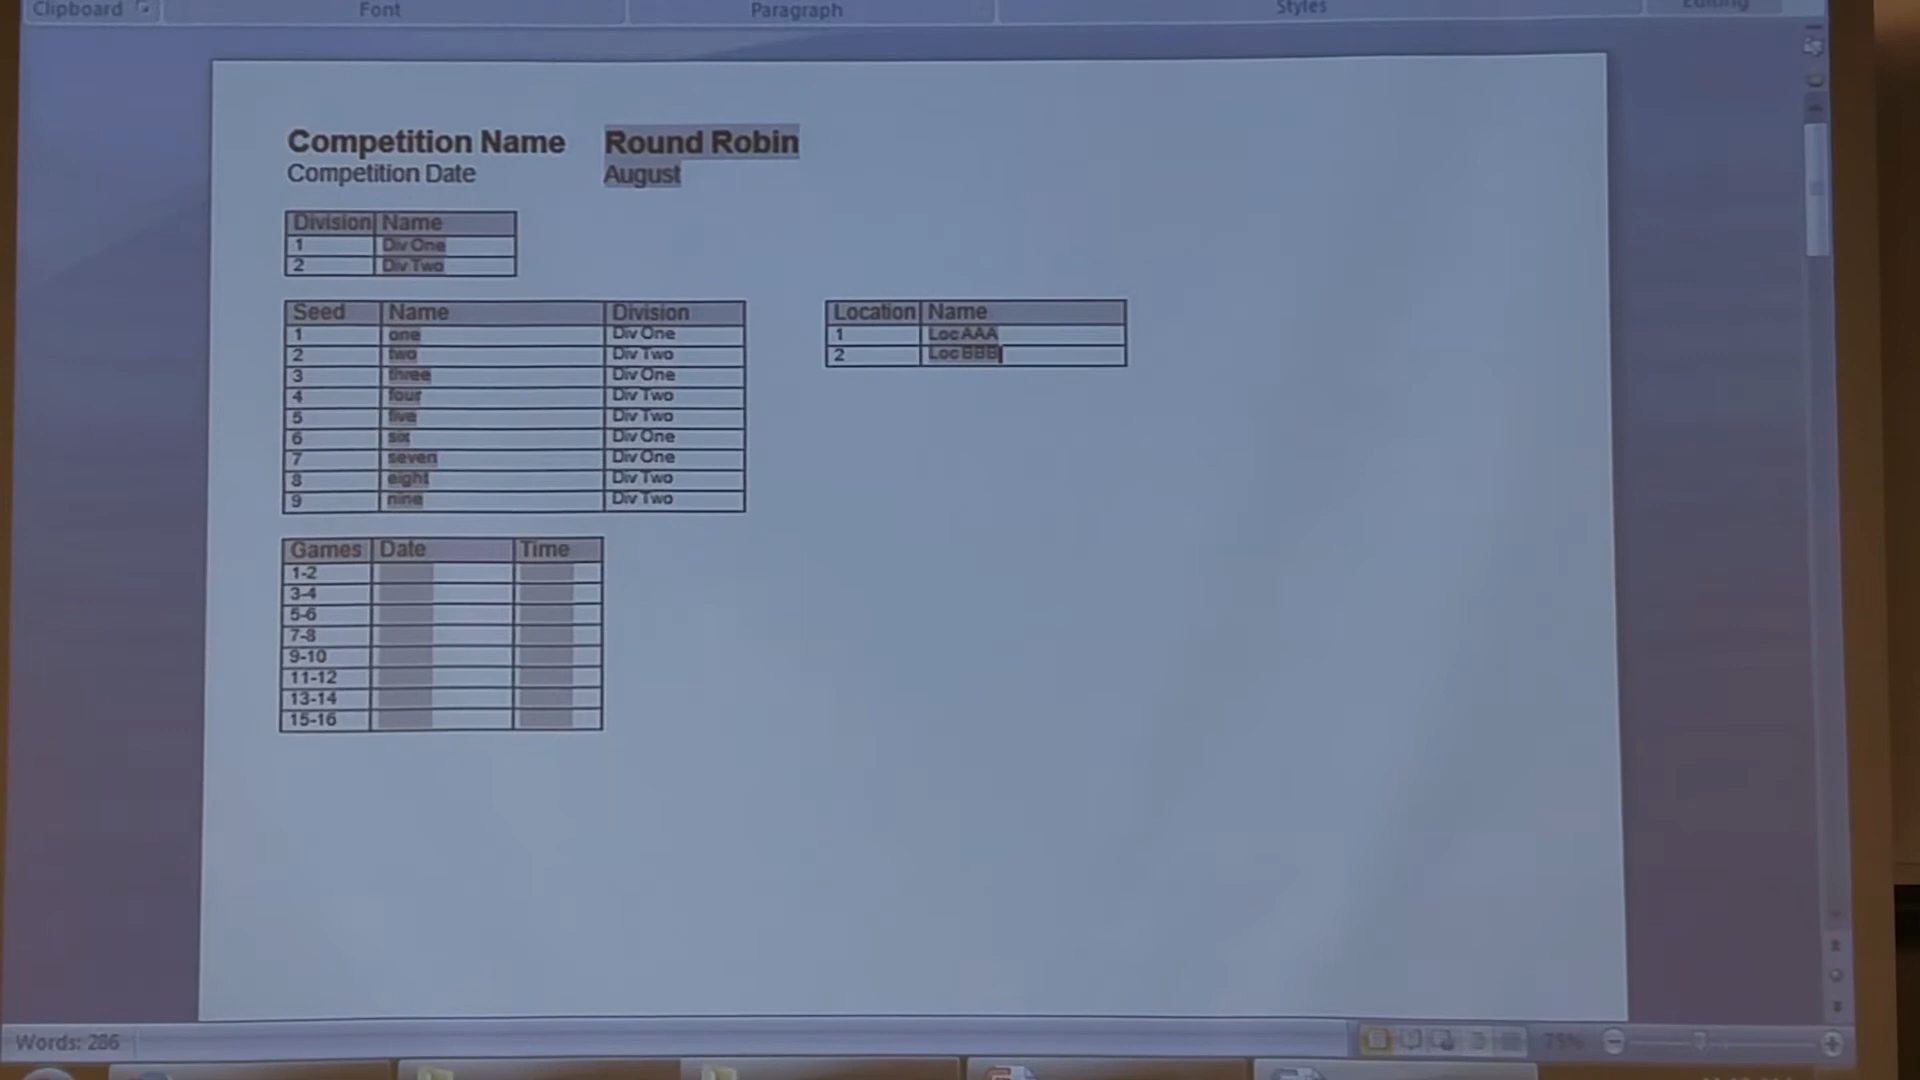 Clipboard Font Paragraph Styles Editing
Competition Name Round Robin
Competition Date August
Division Name
1 Div One
2 Div Two
Seed Name Division
1 one Div One
2 two Div Two
3 three Div One
4 four Div Two
5 five Div Two
6 six Div One
7 seven Div One
8 eight Div Two
9 nine Div Two
Location Name
1 Loc AAA
2 Loc BBB
Games Date Time
1-2
3-4
5-6
7-8
9-10
11-12
13-14
15-16
Words: 286
75%